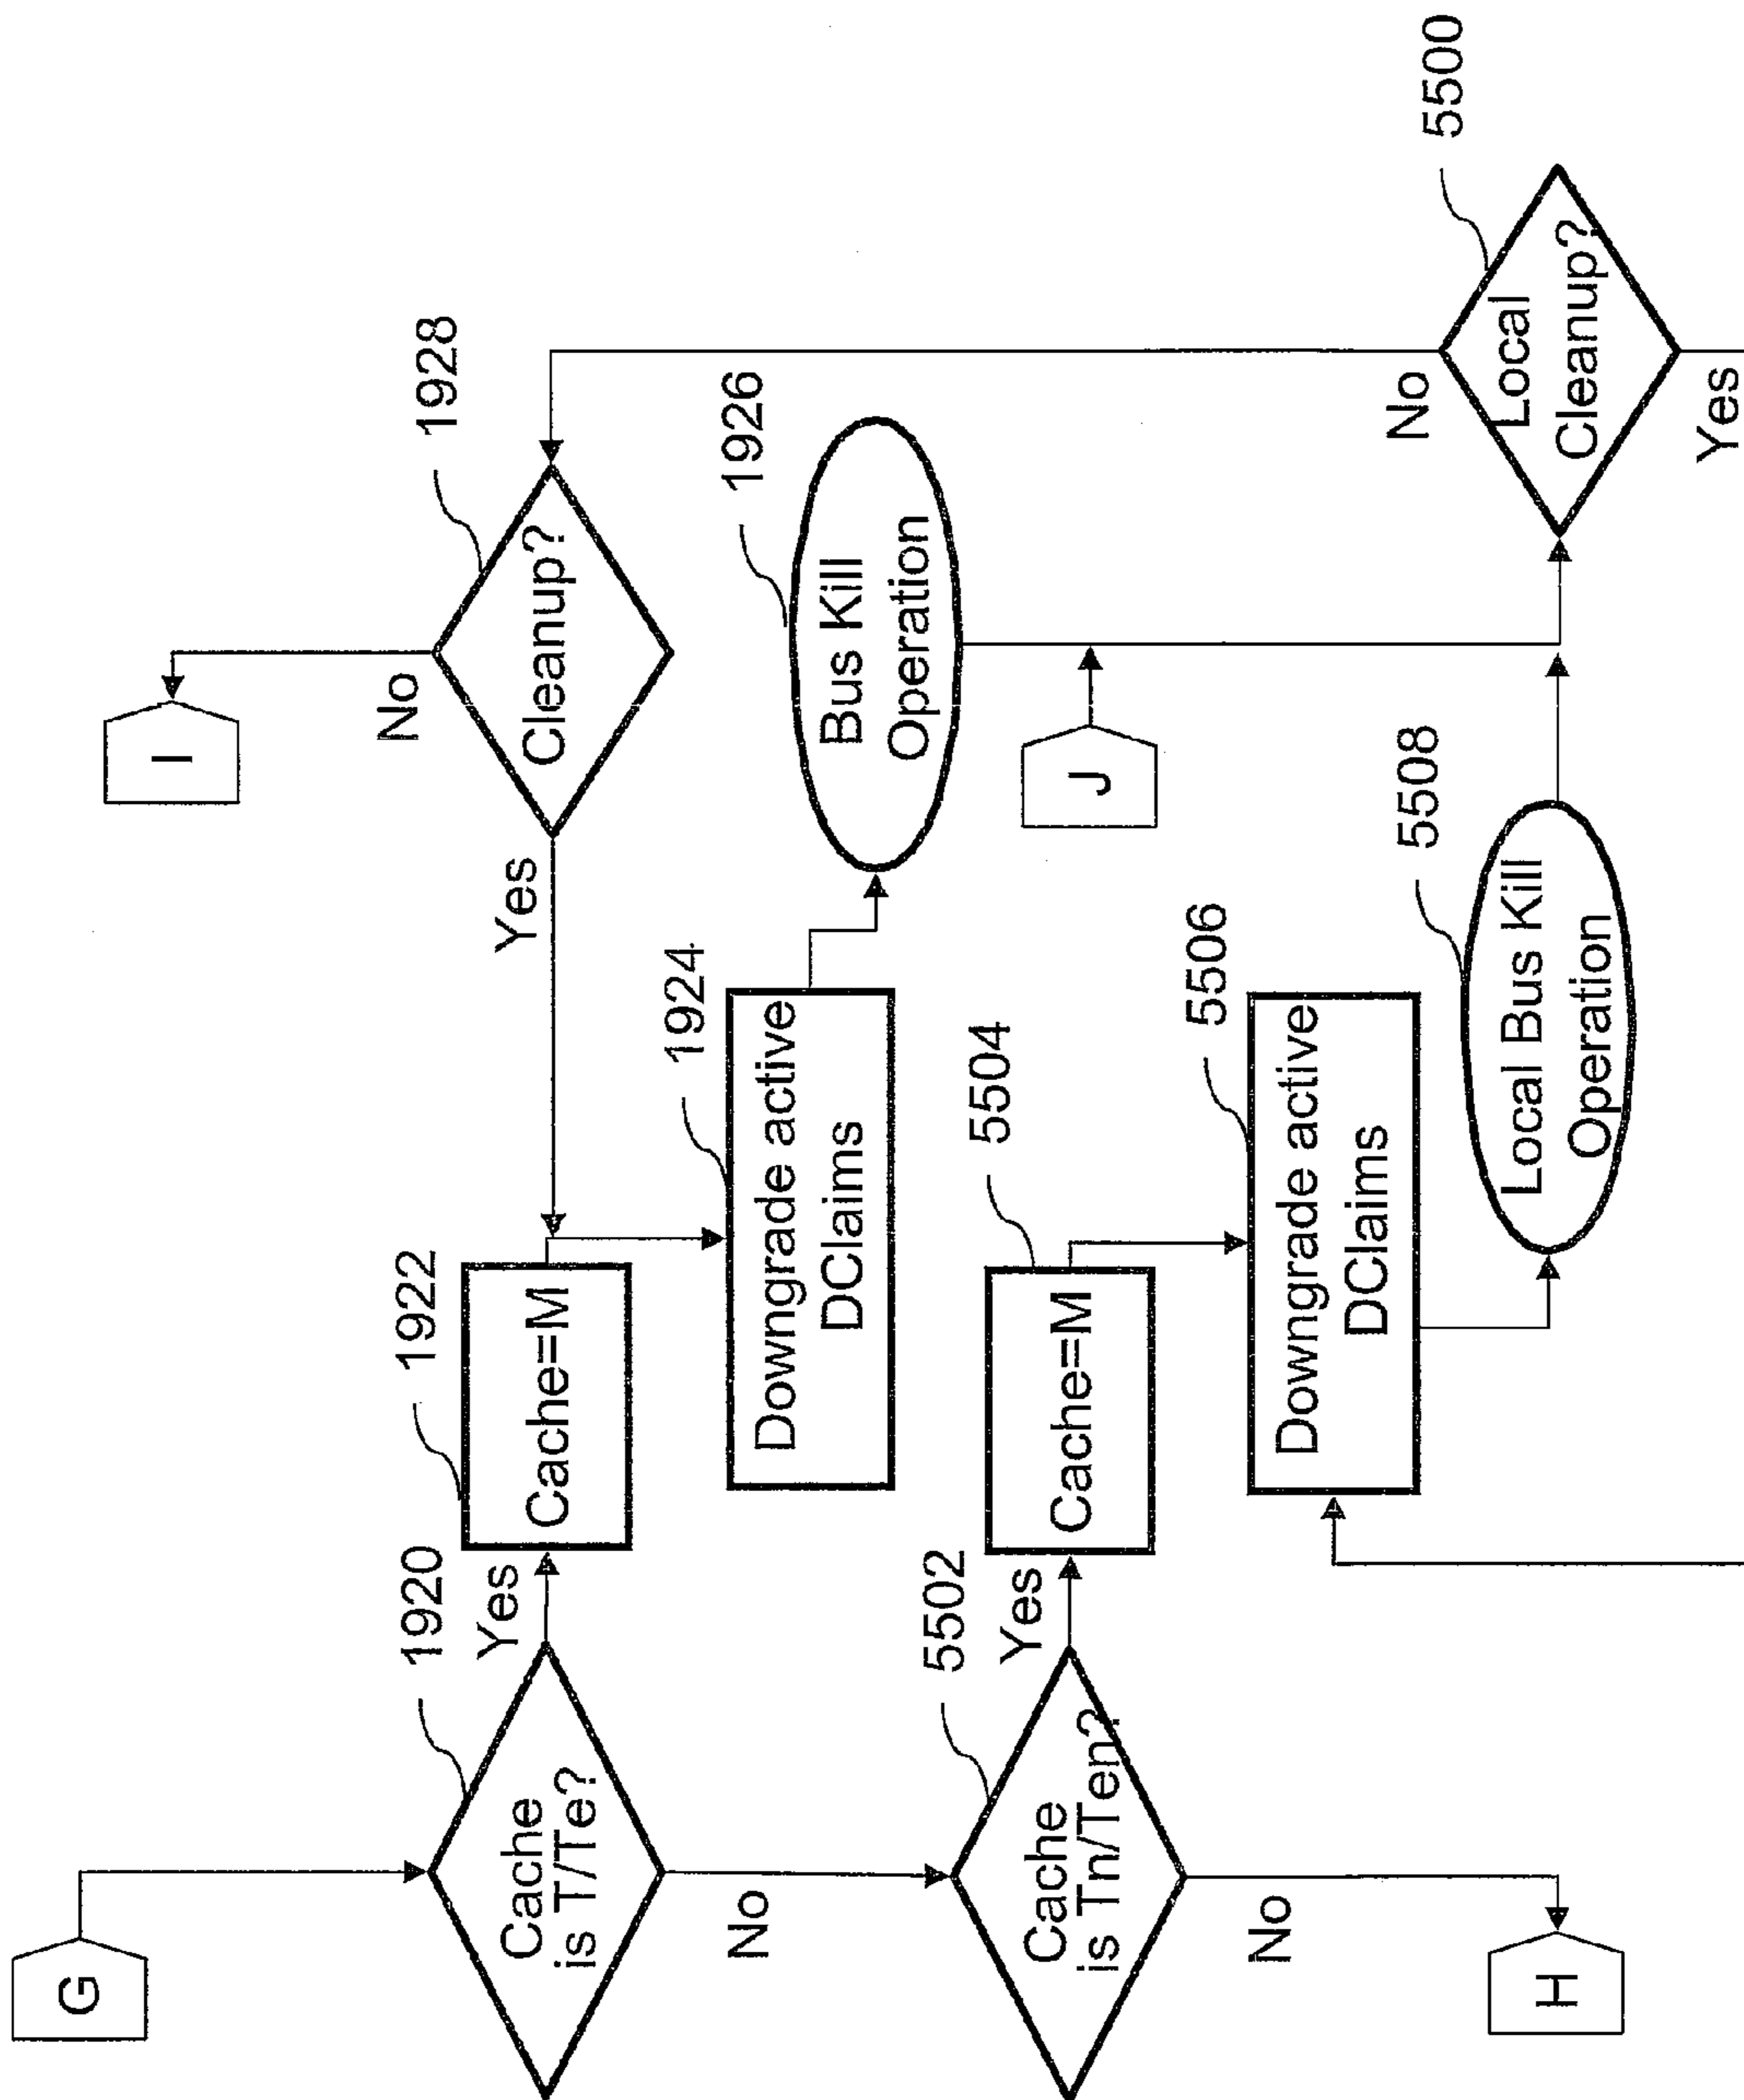 G
1920
Cache
is T/Te?
Yes
No
1922
Cache=M
1924
Downgrade active
DClaims
Yes
1928
Cleanup?
No
I
1926
Bus Kill
Operation
J
5502
Cache
is Tn/Ten?
Yes
No
H
5504
Cache=M
5506
Downgrade active
DClaims
5508
Local Bus Kill
Operation
5500
Local
Cleanup?
No
Yes